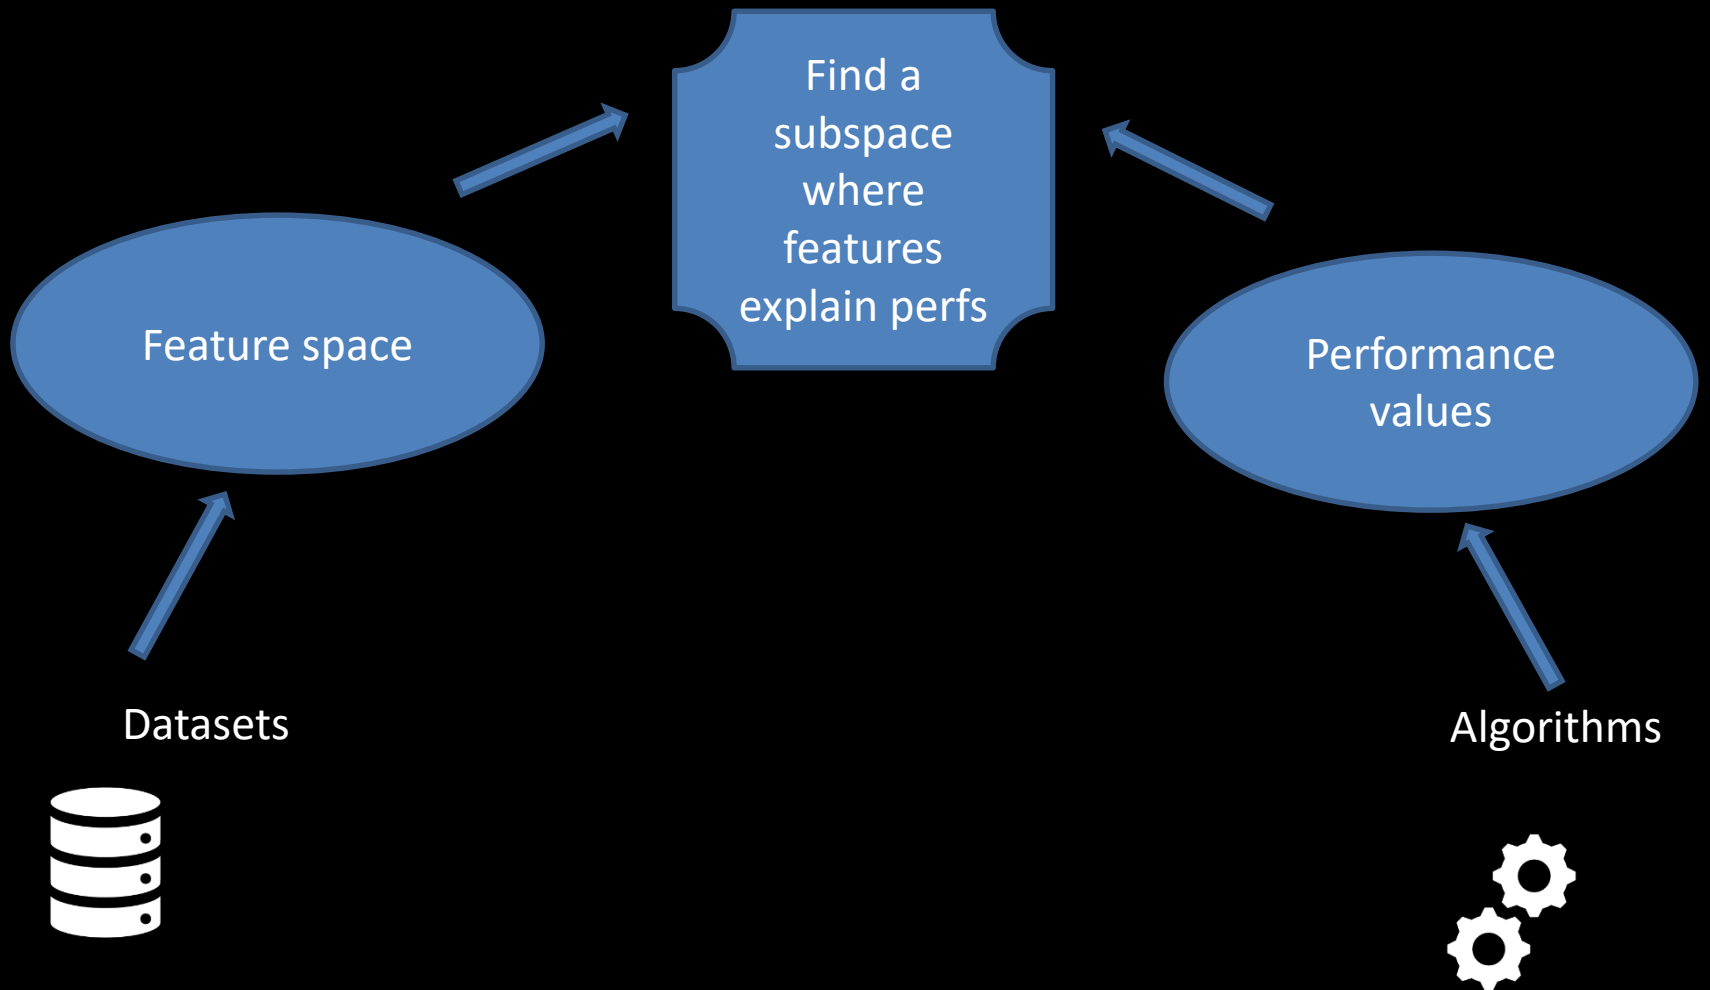 Find a
subspace
where
features
explain perfs
Feature space
Performance
values
Datasets
Algorithms